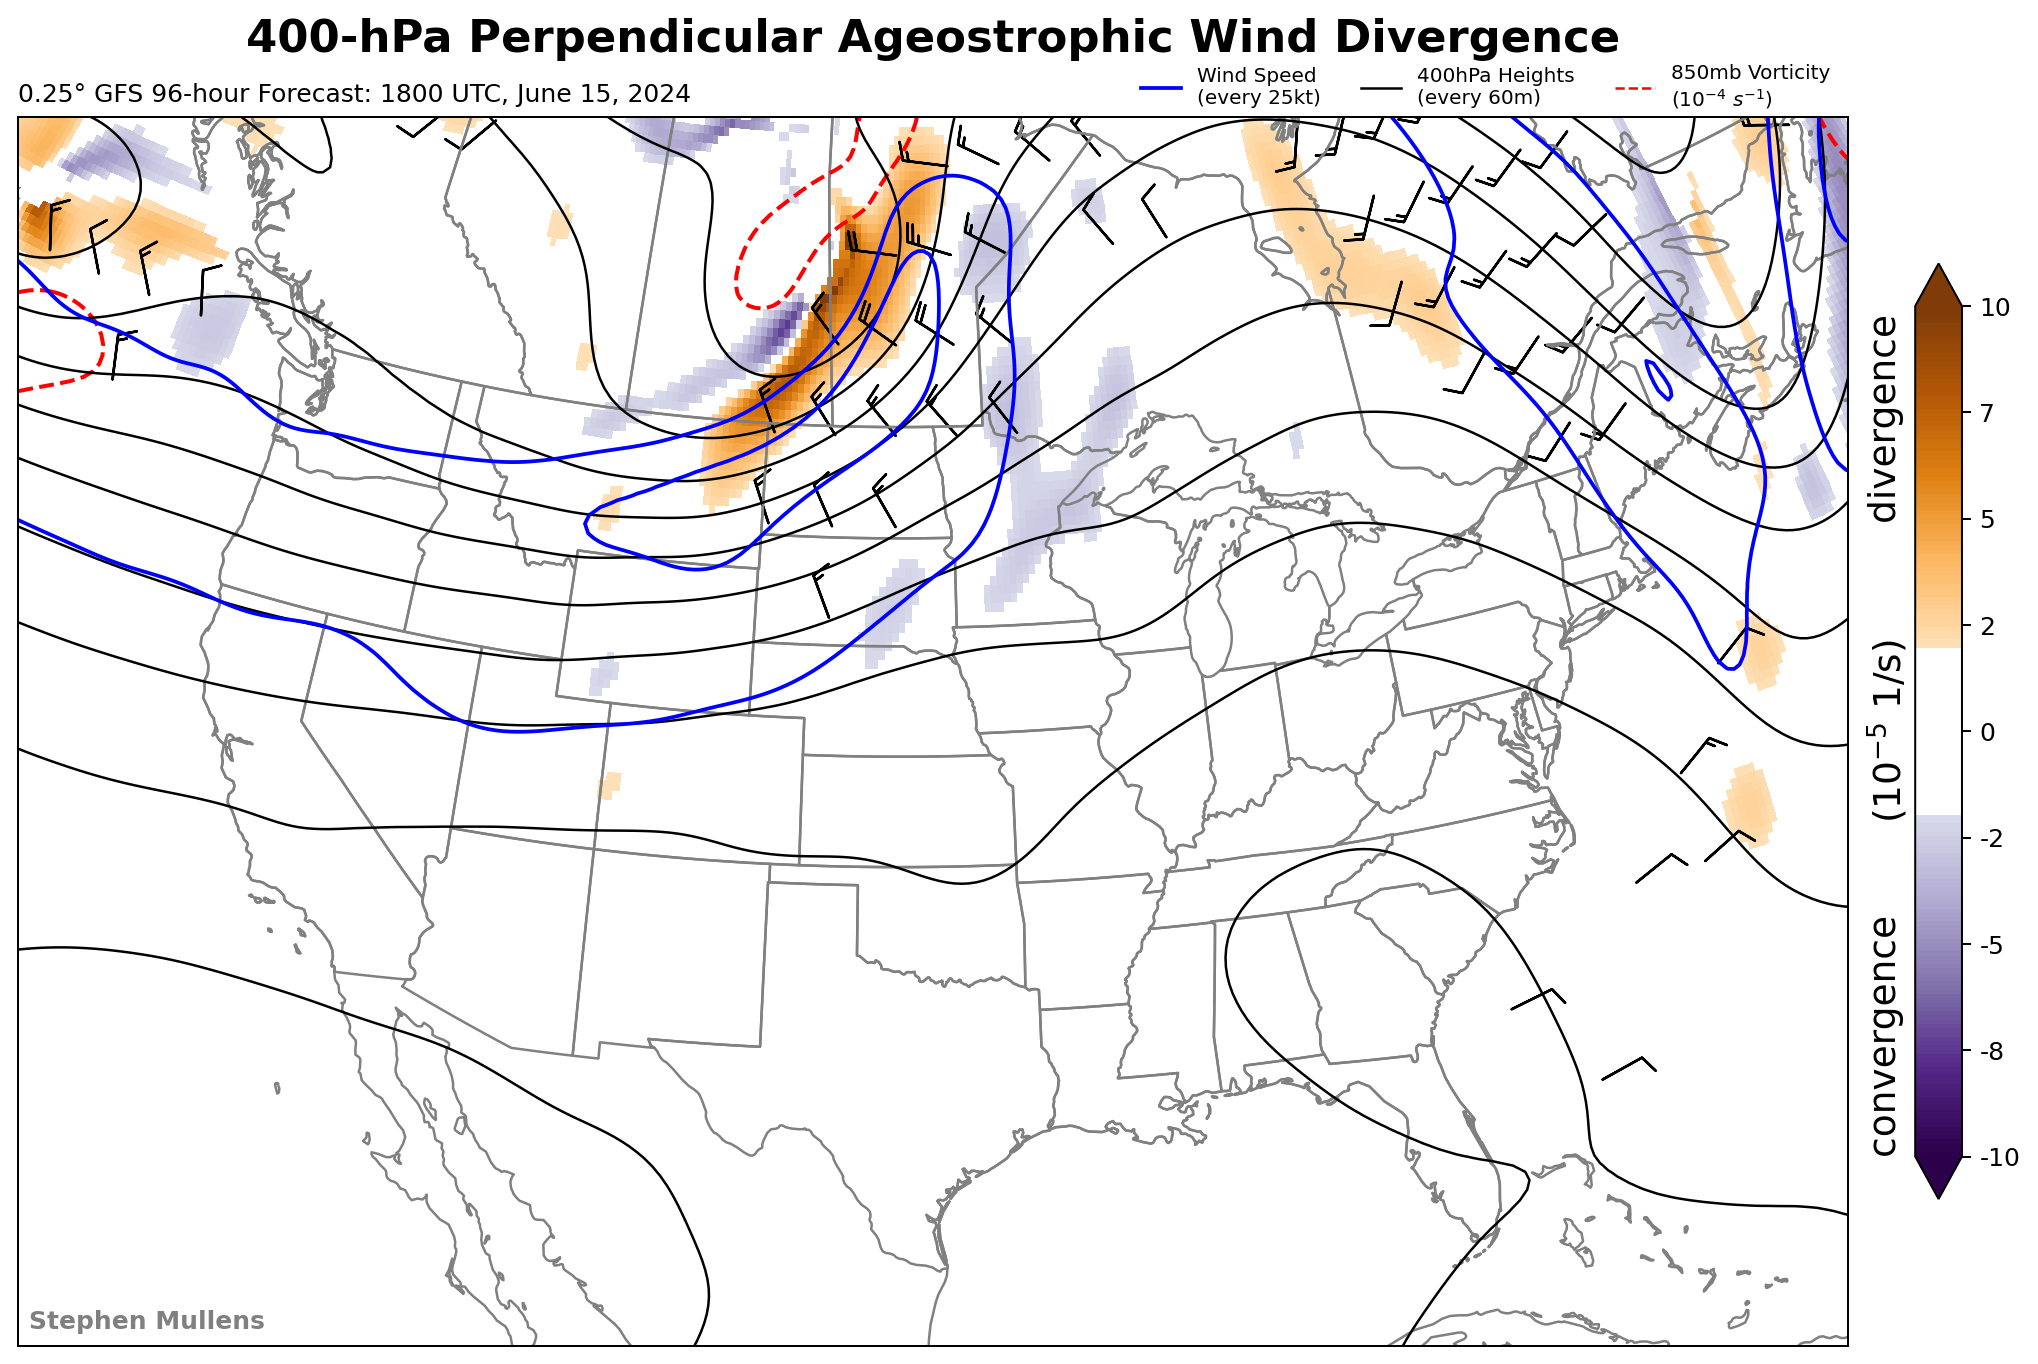 400-hPa Perpendicular Ageostrophic Wind Divergence
0.25° GFS 96-hour Forecast: 1800 UTC, June 15, 2024
Wind Speed
(every 25kt)
400hPa Heights
(every 60m)
850mb Vorticity
(10⁻⁴ s⁻¹)
10
7
5
2
0
-2
-5
-8
-10
convergence (10⁻⁵ 1/s) divergence
Stephen Mullens